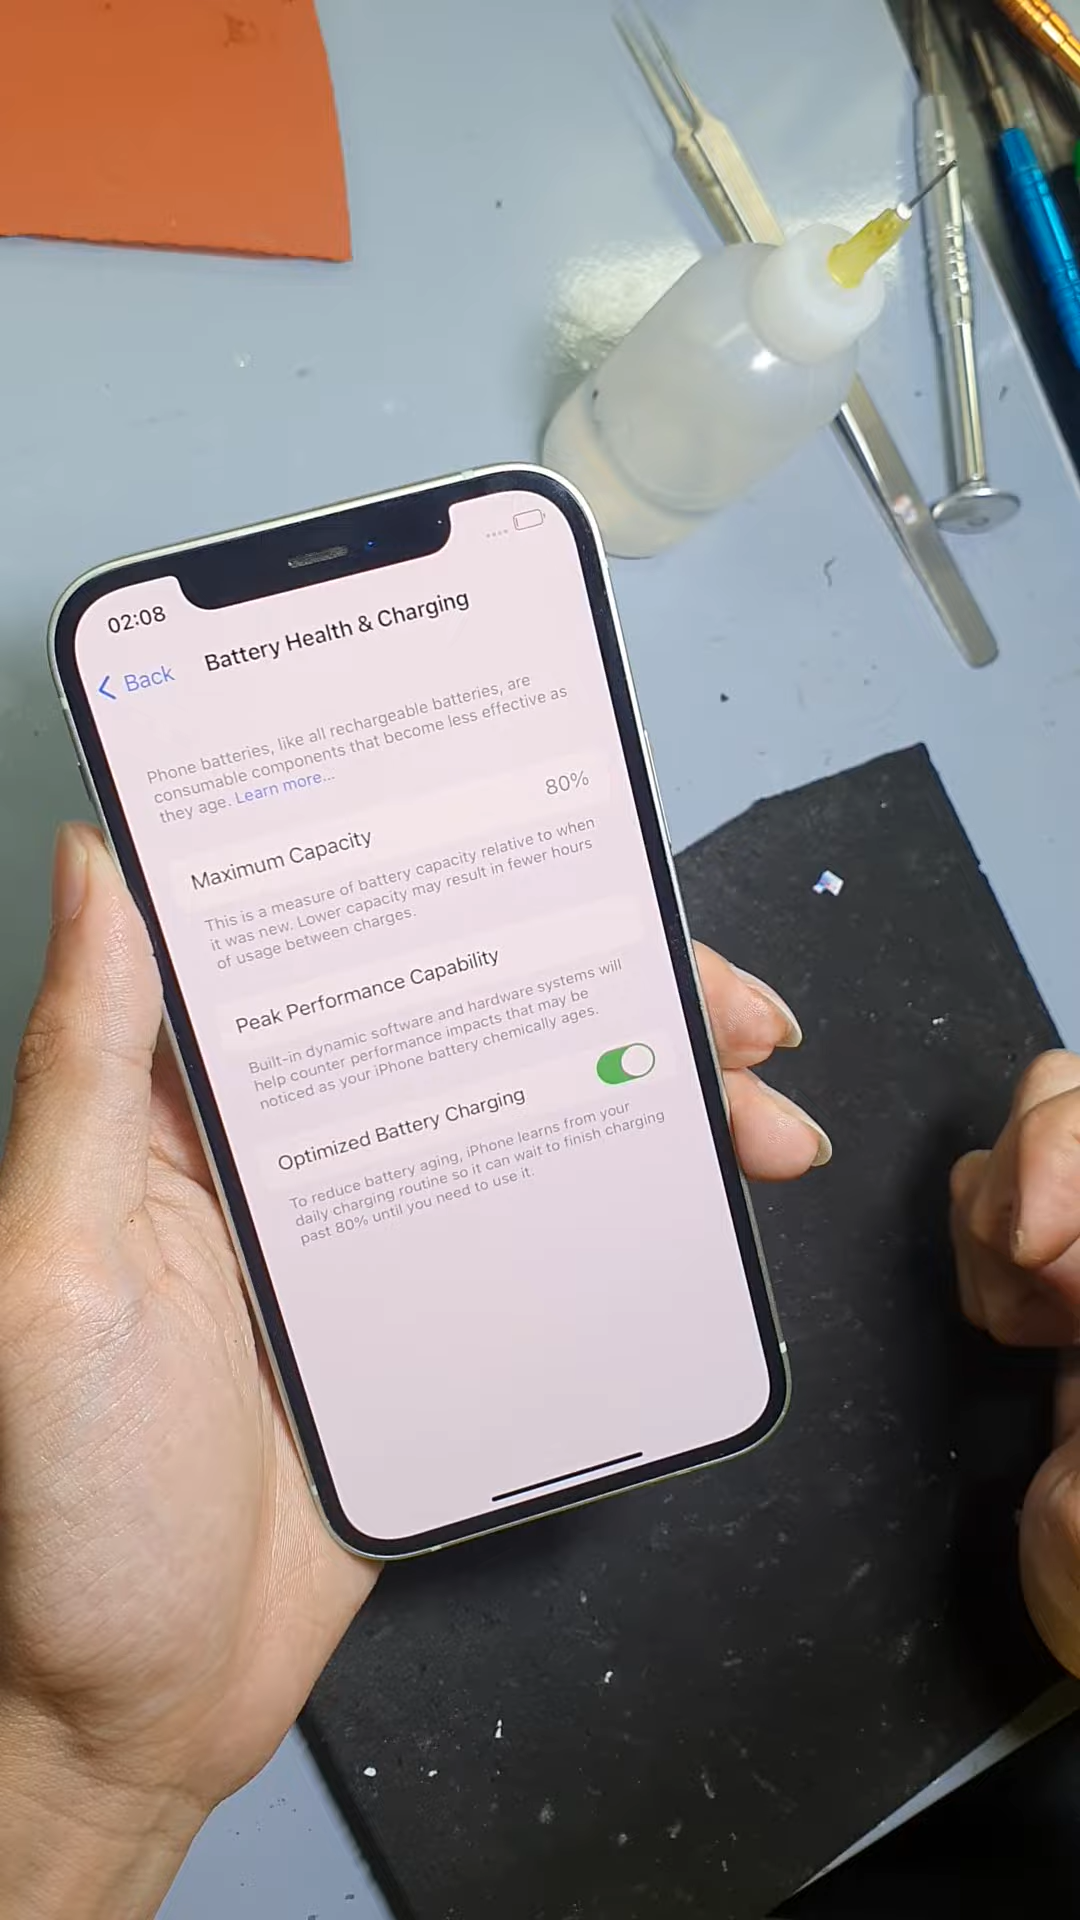 02:08
Back
Battery Health & Charging
Phone batteries, like all rechargeable batteries, are
consumable components that become less effective as
they age. Learn more...
Maximum Capacity
80%
This is a measure of battery capacity relative to when
it was new. Lower capacity may result in fewer hours
of usage between charges.
Peak Performance Capability
Built-in dynamic software and hardware systems will
help counter performance impacts that may be
noticed as your iPhone battery chemically ages.
Optimized Battery Charging
To reduce battery aging, iPhone learns from your
daily charging routine so it can wait to finish charging
past 80% until you need to use it.